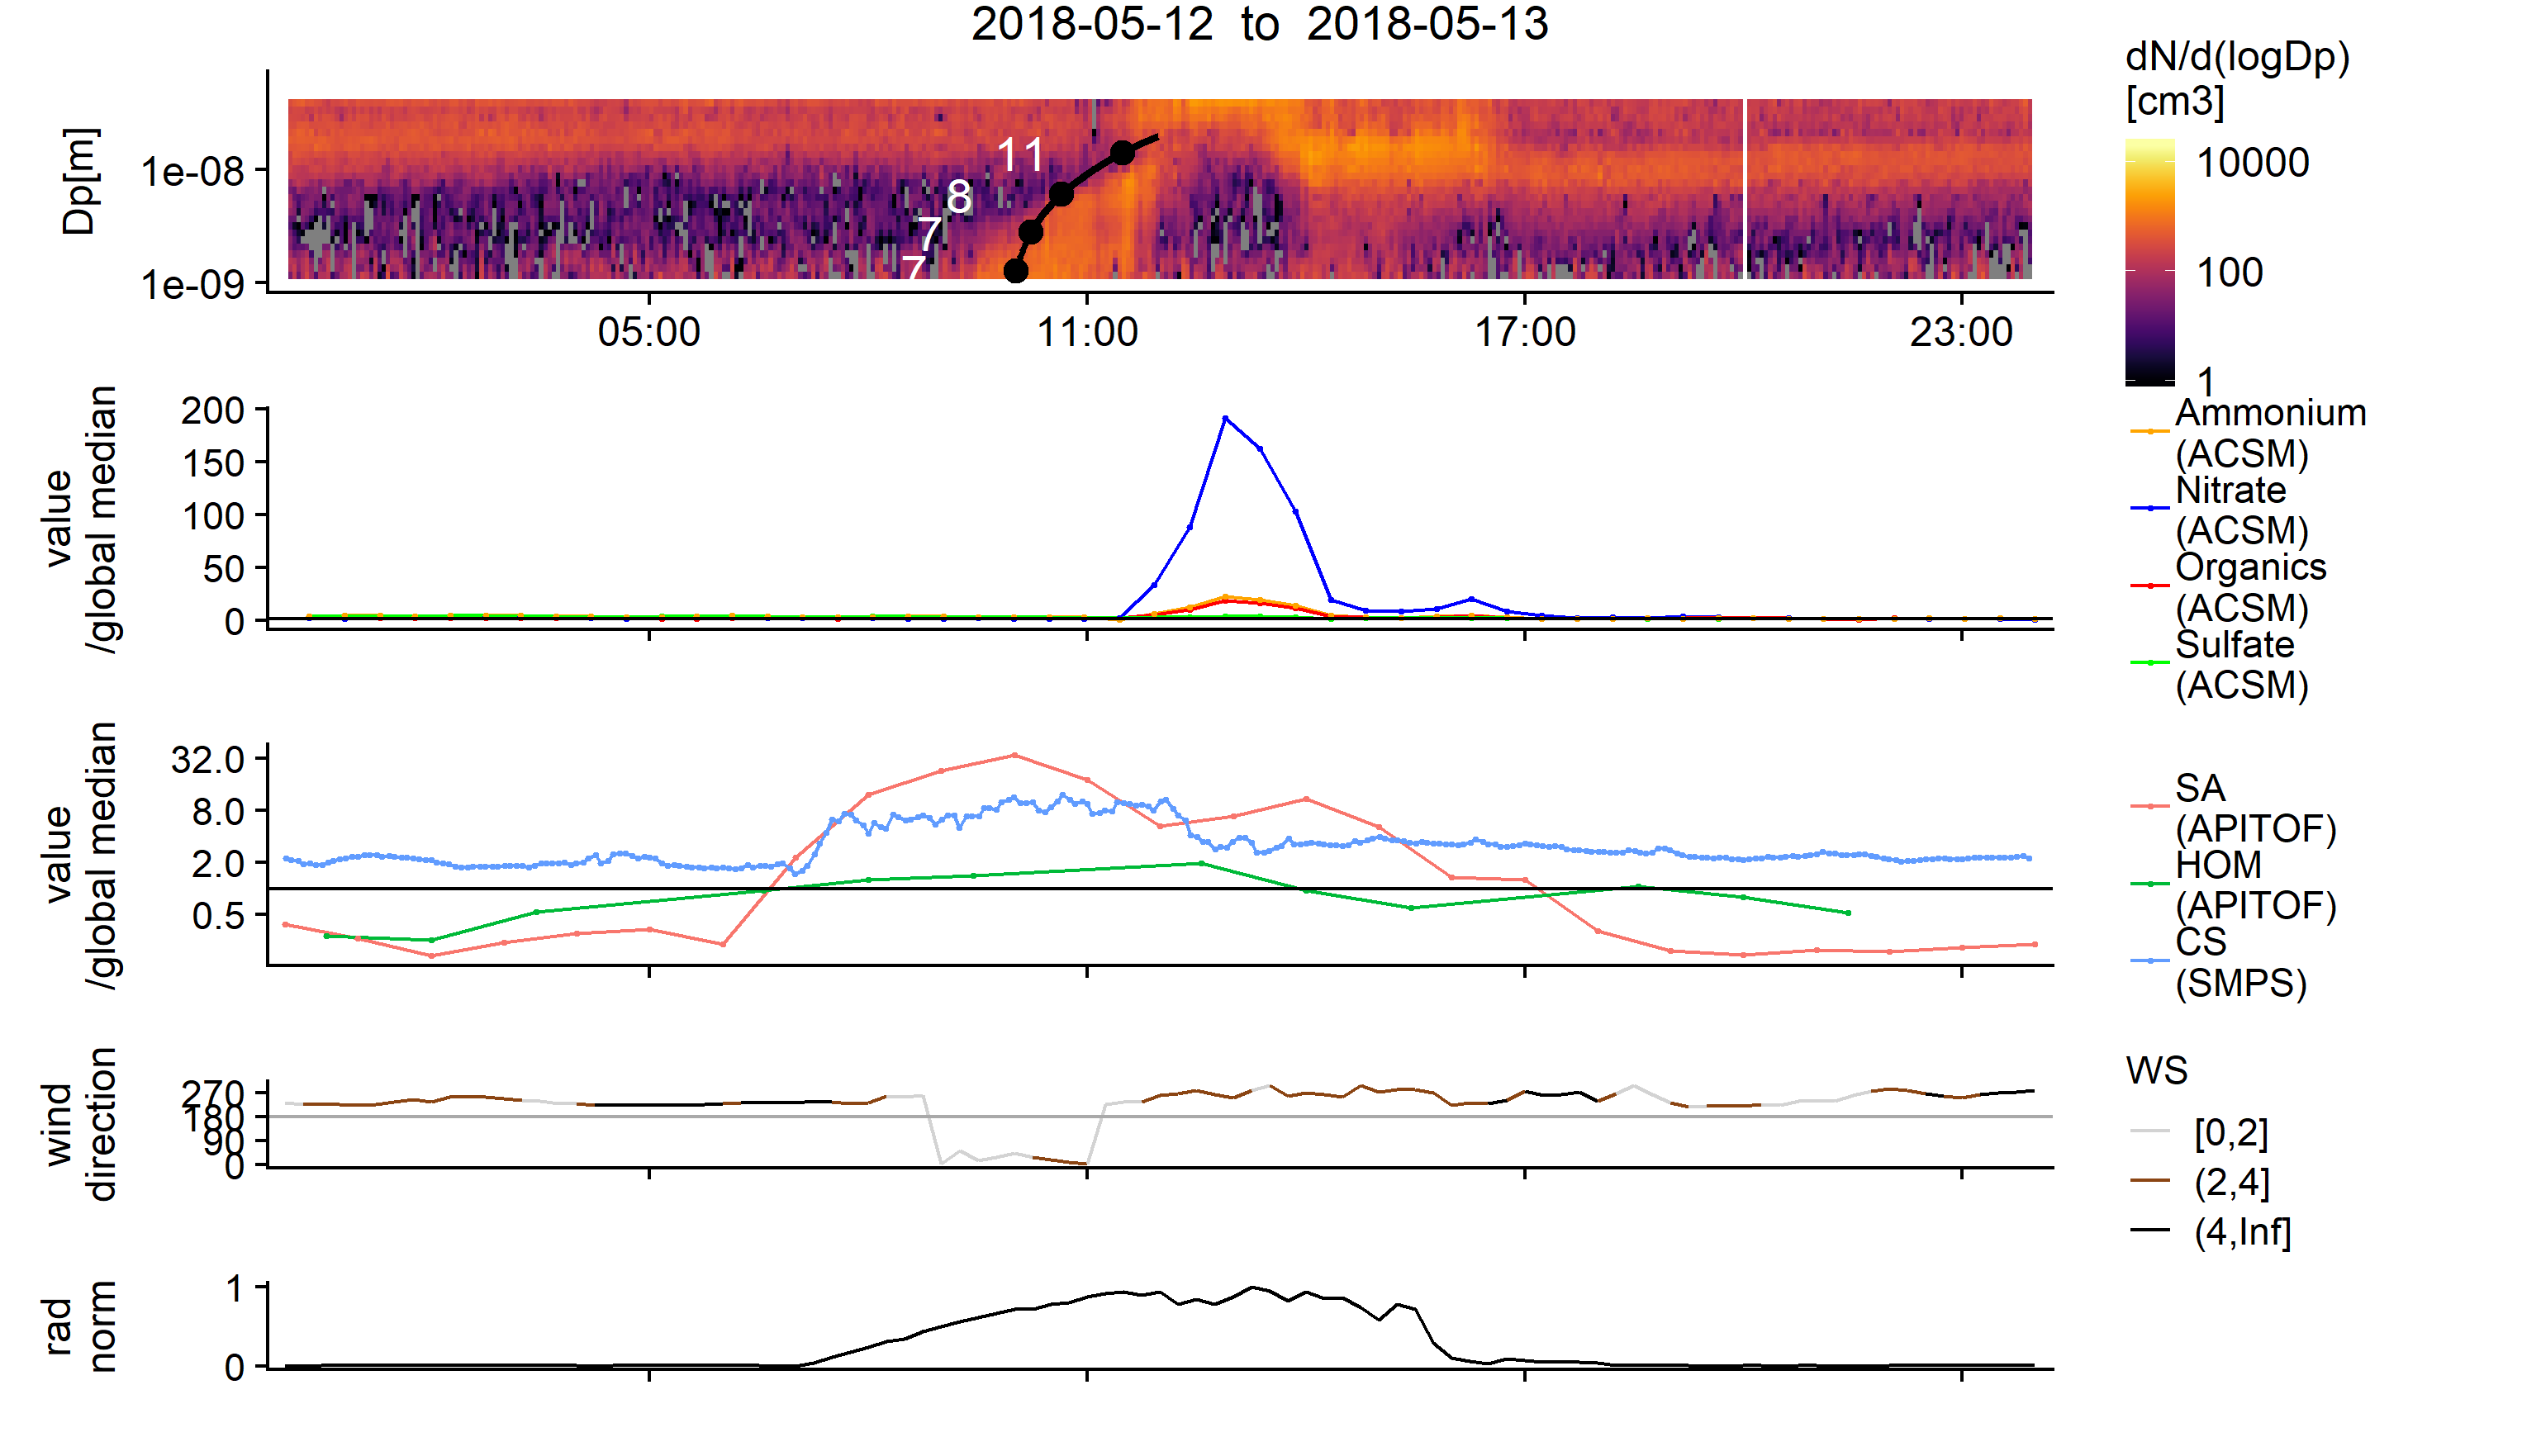 2018-05-12 to 2018-05-13
dN/d(logDp)
[cm3]
10000
100
1
Dp[m]
1e-08
1e-09
11
8
7
7
05:00
11:00
17:00
23:00
value
/global median
200
150
100
50
0
Ammonium
(ACSM)
Nitrate
(ACSM)
Organics
(ACSM)
Sulfate
(ACSM)
value
/global median
32.0
8.0
2.0
0.5
SA
(APITOF)
HOM
(APITOF)
CS
(SMPS)
wind
direction
270
180
90
0
WS
[0,2]
(2,4]
(4,Inf]
rad
norm
1
0